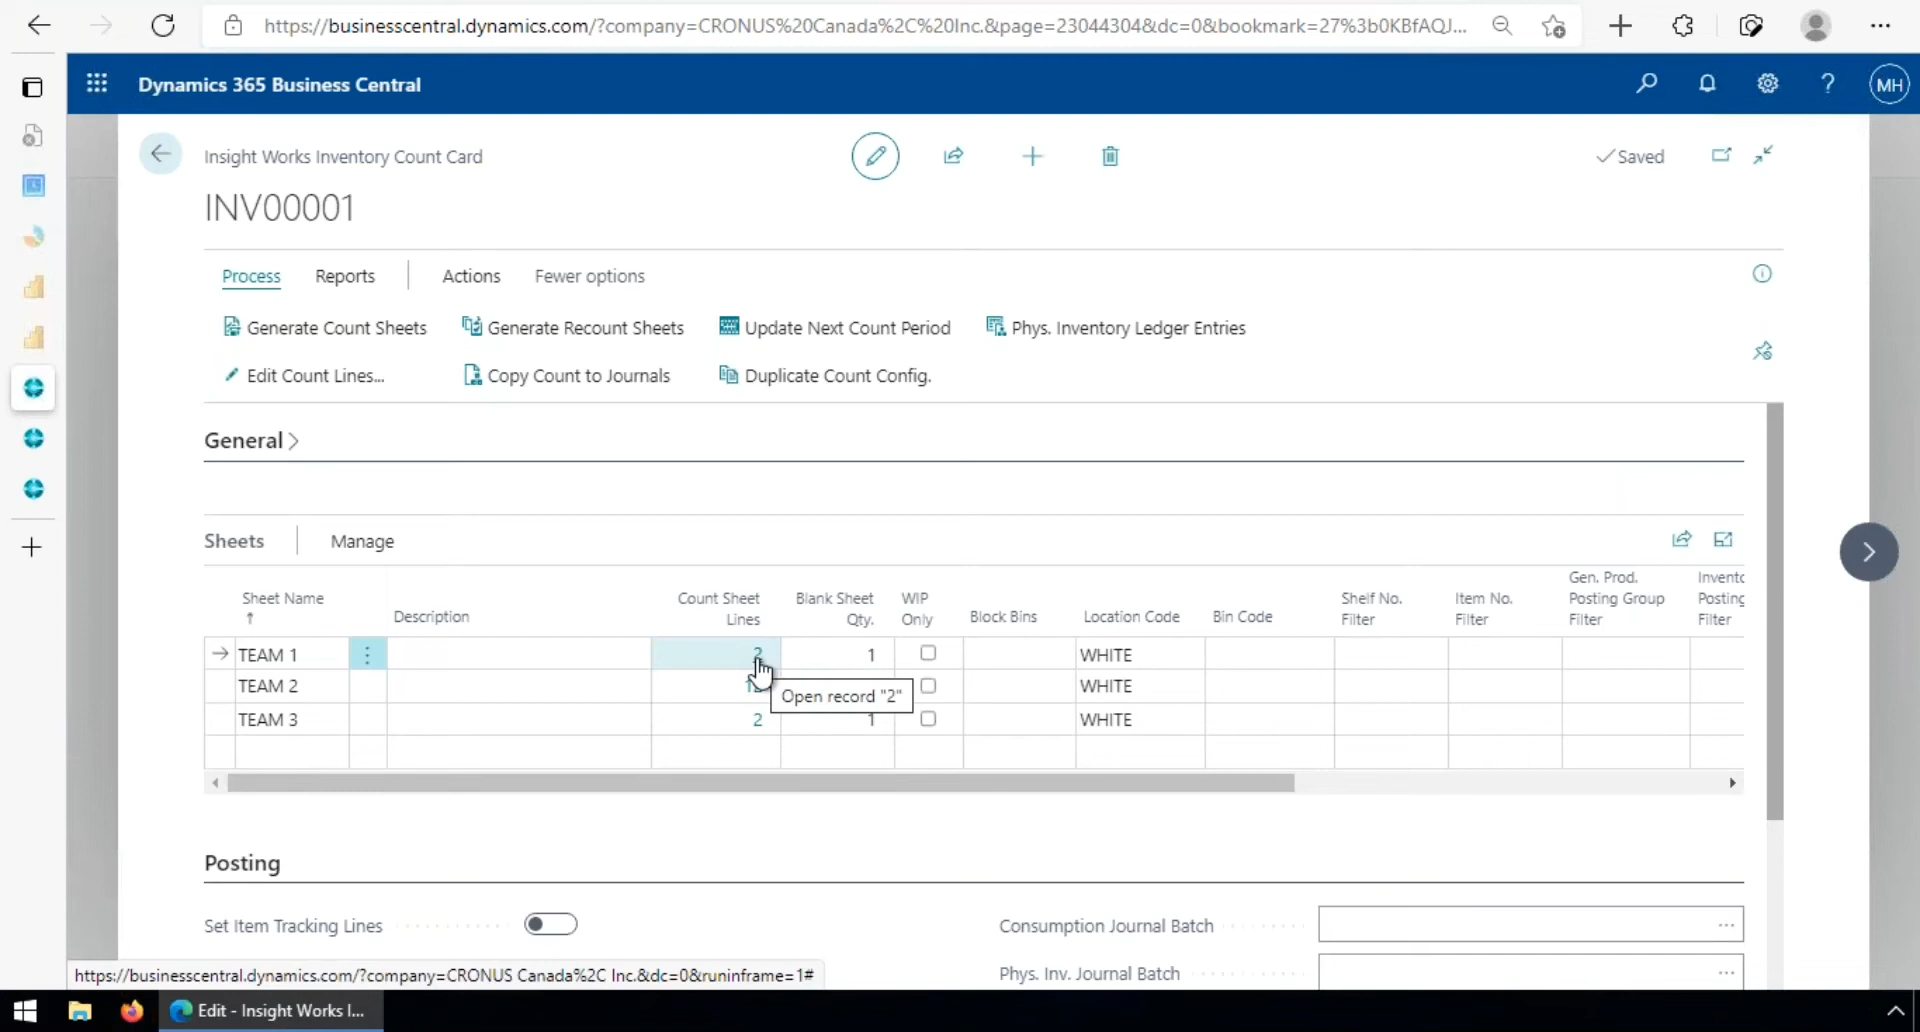 https://businesscentral.dynamics.com/?company=CRONUS%20Canada%2C%20Inc.&page=23044304&dc=0&bookmark=27%3b0KBfAQJ...
Dynamics 365 Business Central
? MH
Insight Works Inventory Count Card
Saved
INV00001
Process Reports Actions Fewer options
Generate Count Sheets Generate Recount Sheets Update Next Count Period Phys. Inventory Ledger Entries
Edit Count Lines... Copy Count to Journals Duplicate Count Config.
General
Sheets Manage
Sheet Name ↑ Description Count Sheet Lines Blank Sheet Qty. WIP Only Block Bins Location Code Bin Code Shelf No. Filter Item No. Filter Gen. Prod. Posting Group Filter Invento Posting Filter
TEAM 1 2 1 WHITE
TEAM 2 WHITE
Open record "2"
TEAM 3 2 1 WHITE
Posting
Set Item Tracking Lines Consumption Journal Batch ...
Phys. Inv. Journal Batch ...
https://businesscentral.dynamics.com/?company=CRONUS Canada%2C Inc.&dc=0&runinframe=1#
Edit - Insight Works I...